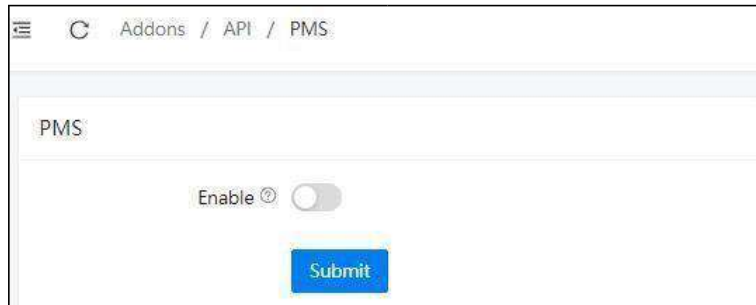 Addons / API / PMS
PMS
Enable
Submit